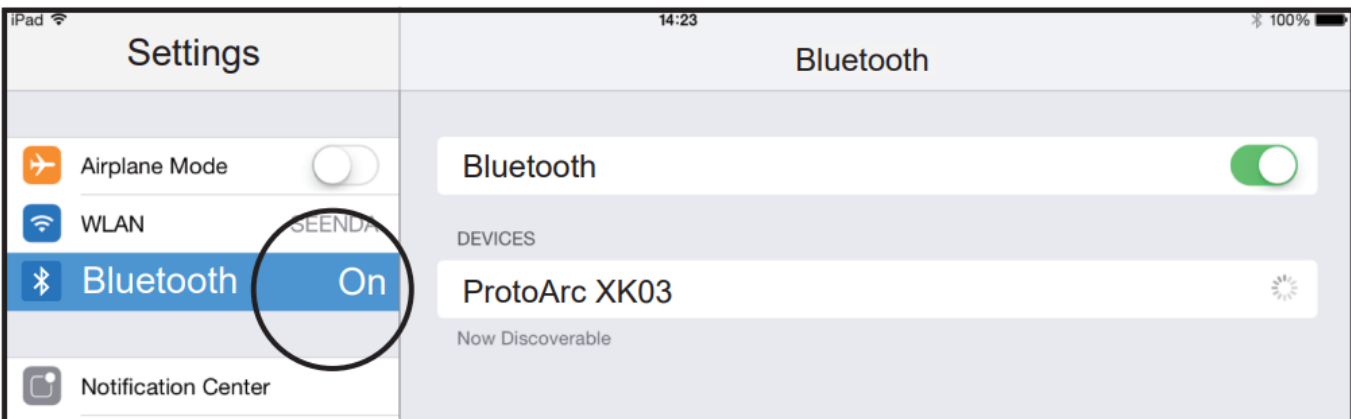 iPad 14:23 100%
Settings
Bluetooth
Airplane Mode
WLAN SEENDA
Bluetooth On
Notification Center
Bluetooth
DEVICES
ProtoArc XK03
Now Discoverable